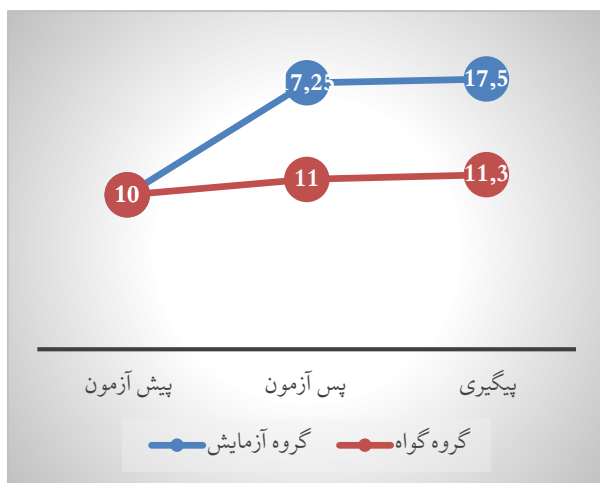 17,25 17,5
10 11 11,3
پیش آزمون پس آزمون پیگیری
گروه آزمایش گروه گواه